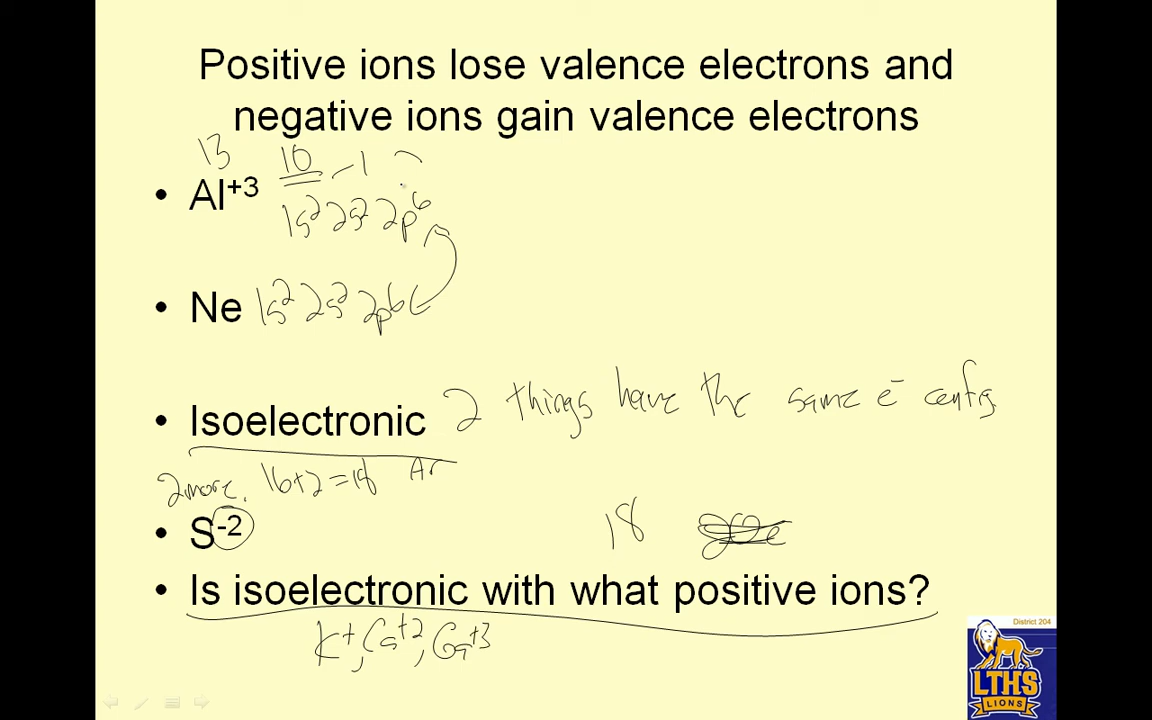 Positive ions lose valence electrons and
negative ions gain valence electrons
13 10 -1
• Al+3 1s2 2s2 2p6
• Ne 1s2 2s2 2p6
• Isoelectronic 2 things have the same e- config
2 more. 16+2=18 Ar
• S-2 18
• Is isoelectronic with what positive ions?
K+, Ca+2, Ga+3
District 204
LTHS
LIONS